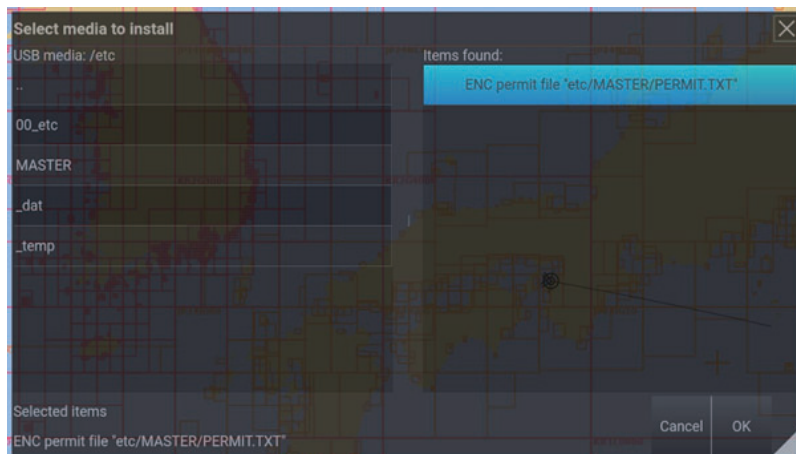 Select media to install
USB media: /etc
..
00_etc
MASTER
_dat
_temp
Items found:
ENC permit file "etc/MASTER/PERMIT.TXT"
Selected items
ENC permit file "etc/MASTER/PERMIT.TXT"
Cancel
OK